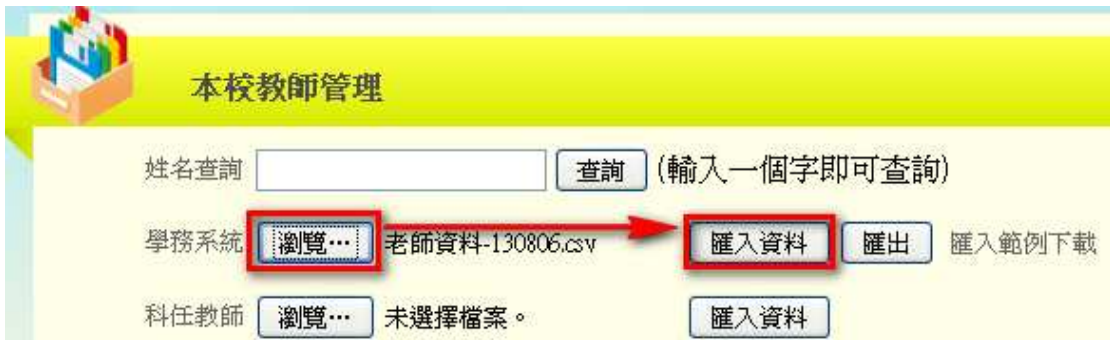 本校教師管理
姓名查詢 查詢 (輸入一個字即可查詢)
學務系統 瀏覽… 老師資料-130806.csv 匯入資料 匯出 匯入範例下載
科任教師 瀏覽… 未選擇檔案。 匯入資料